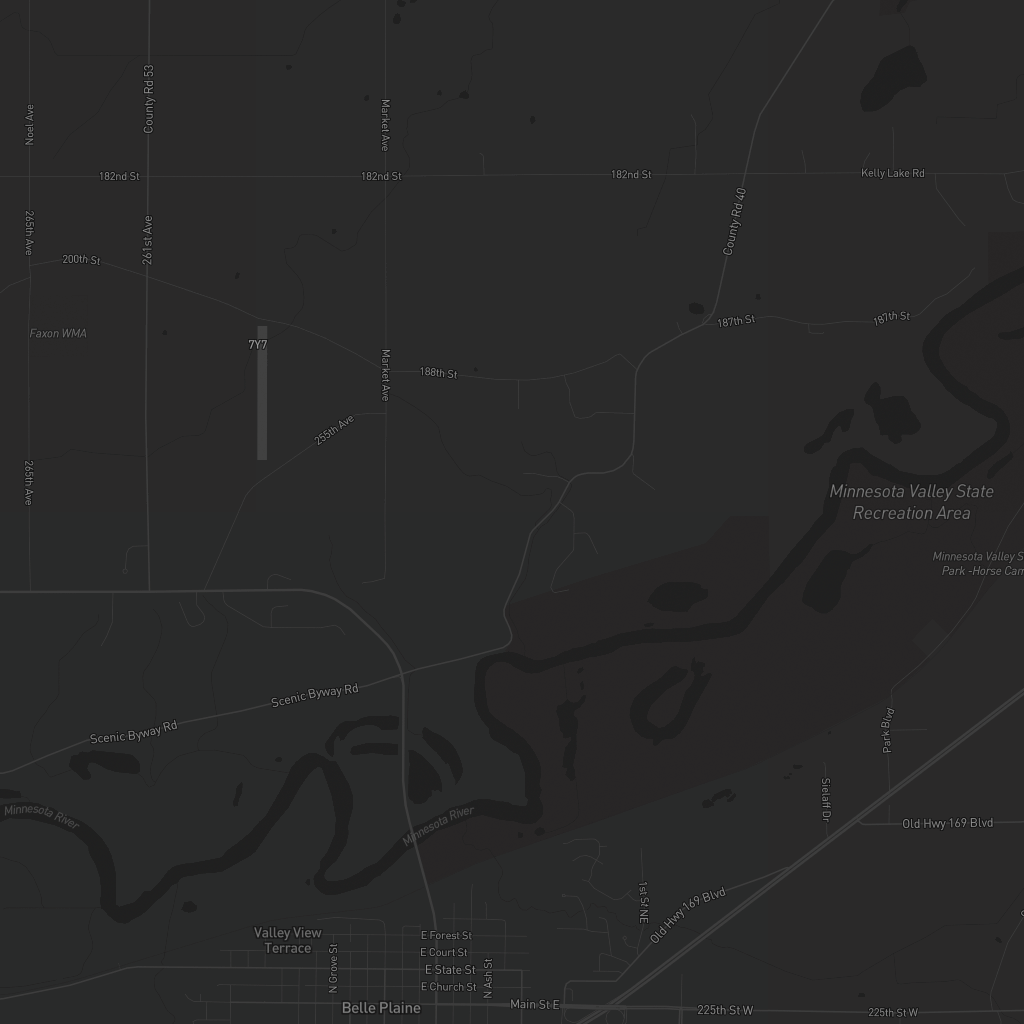 Noel Ave
County Rd 53
Market Ave
182nd St
182nd St
182nd St
Kelly Lake Rd
265th Ave
261st Ave
County Rd 40
200th St
Faxon WMA
7Y7
187th St
187th St
Market Ave
188th St
255th Ave
265th Ave
Minnesota Valley State
Recreation Area
Minnesota Valley S
Park -Horse Cam
Scenic Byway Rd
Scenic Byway Rd
Park Blvd
Sielaff Dr
Minnesota River
Minnesota River
Old Hwy 169 Blvd
1st St NE
Old Hwy 169 Blvd
Valley View
Terrace
N Grove St
E Forest St
E Court St
E State St
E Church St
N Ash St
Belle Plaine
Main St E
225th St W
225th St W